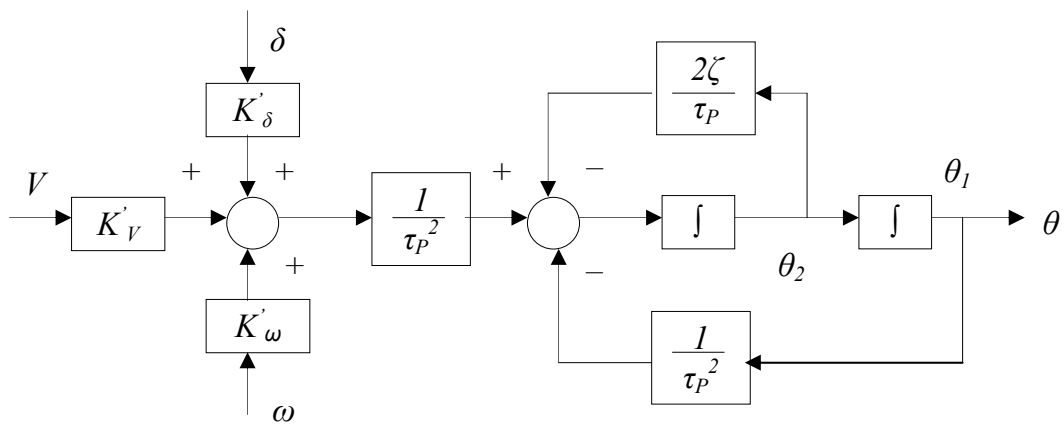 δ
K'δ
V
+
+
K'V
+
K'ω
ω
1
τP²
+
−
−
2ζ
τP
∫
θ2
∫
θ1
θ
1
τP²